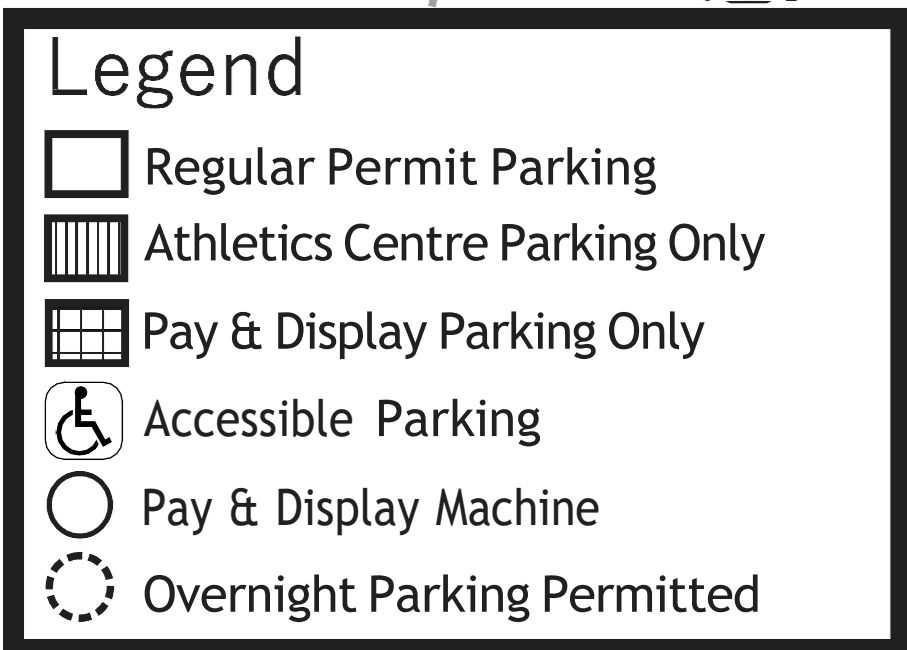 Legend
Regular Permit Parking
Athletics Centre Parking Only
Pay & Display Parking Only
Accessible Parking
Pay & Display Machine
Overnight Parking Permitted